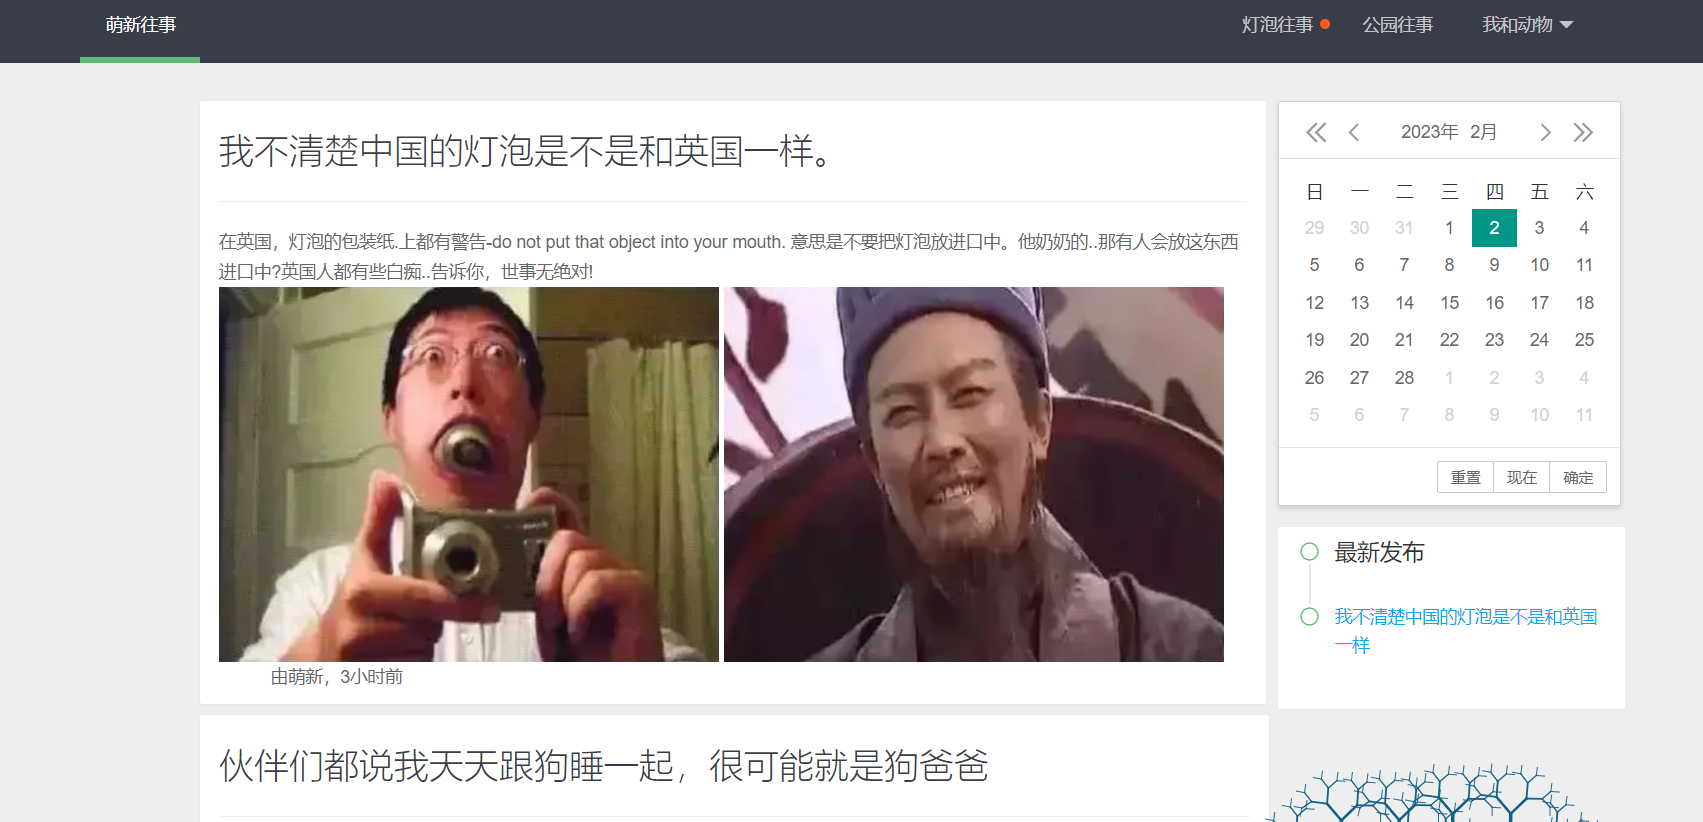 萌新往事
灯泡往事
公园往事
我和动物
我不清楚中国的灯泡是不是和英国一样。
在英国，灯泡的包装纸.上都有警告-do not put that object into your mouth. 意思是不要把灯泡放进口中。他奶奶的..那有人会放这东西
进口中?英国人都有些白痴..告诉你，世事无绝对!
由萌新，3小时前
伙伴们都说我天天跟狗睡一起，很可能就是狗爸爸
2023年 2月
日 一 二 三 四 五 六
29 30 31 1 2 3 4
5 6 7 8 9 10 11
12 13 14 15 16 17 18
19 20 21 22 23 24 25
26 27 28 1 2 3 4
5 6 7 8 9 10 11
重置 现在 确定
最新发布
我不清楚中国的灯泡是不是和英国
一样